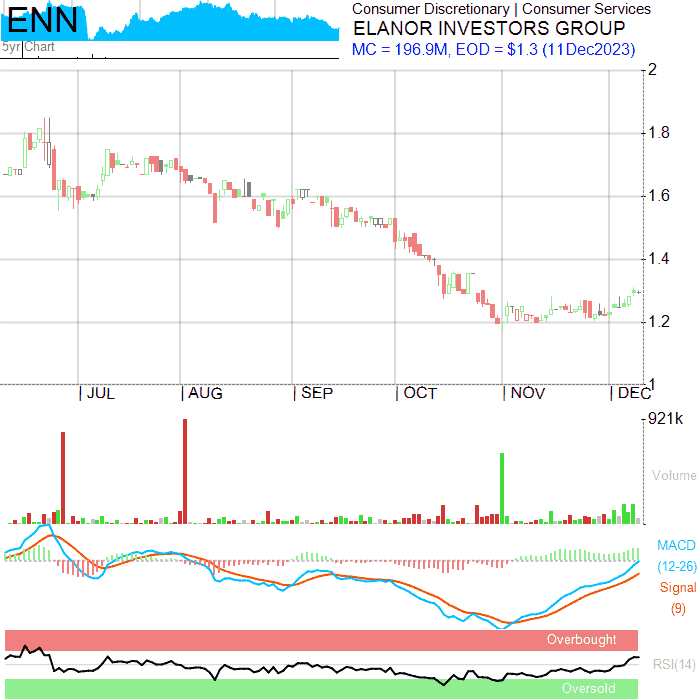 ENN
Consumer Discretionary | Consumer Services
ELANOR INVESTORS GROUP
MC = 196.9M, EOD = $1.3 (11Dec2023)
5yr Chart
2
1.8
1.6
1.4
1.2
1
JUL AUG SEP OCT NOV DEC
921k
Volume
MACD
(12-26)
Signal
(9)
Overbought
RSI(14)
Oversold